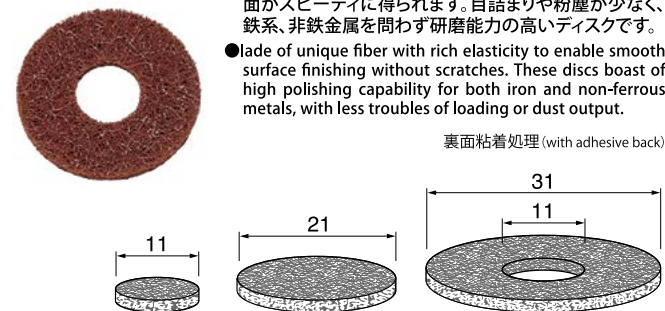 面がスピーディに得られます。目詰まりや粉塵が少なく、
鉄系、非鉄金属を問わず研磨能力の高いディスクです。
●lade of unique fiber with rich elasticity to enable smooth
surface finishing without scratches. These discs boast of
high polishing capability for both iron and non-ferrous
metals, with less troubles of loading or dust output.
裏面粘着処理(with adhesive back)
31
21
11
11